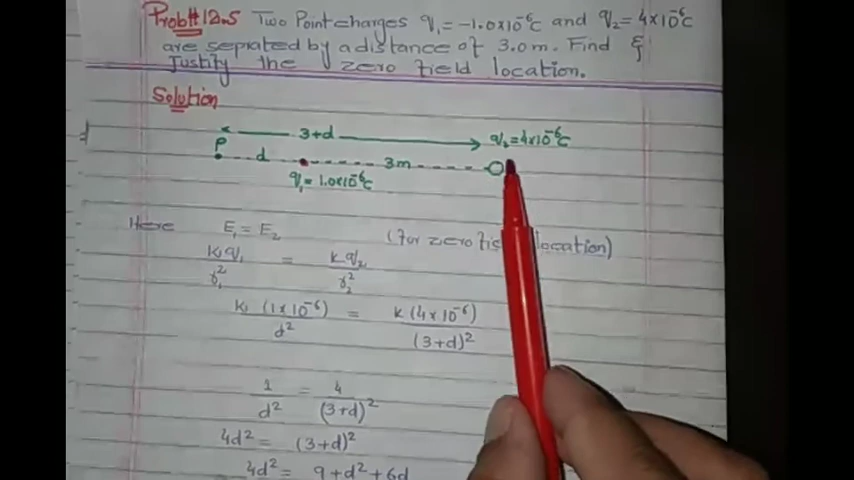 Prob# 12.5 Two Point charges q₁ = -1.0x10⁻⁶c and q₂ = 4x10⁻⁶c
are seprated by a distance of 3.0m. Find &
Justify the zero field location.
Solution
3+d
q₂=4x10⁻⁶c
P d 3m
q₁= 1.0x10⁻⁶c
Here E₁ = E₂ (For zero fie location)
Kq₁/r₁² = Kq₂/r₂²
K(1x10⁻⁶)/d² = K(4x10⁻⁶)/(3+d)²
1/d² = 4/(3+d)²
4d² = (3+d)²
4d² = 9+d²+6d